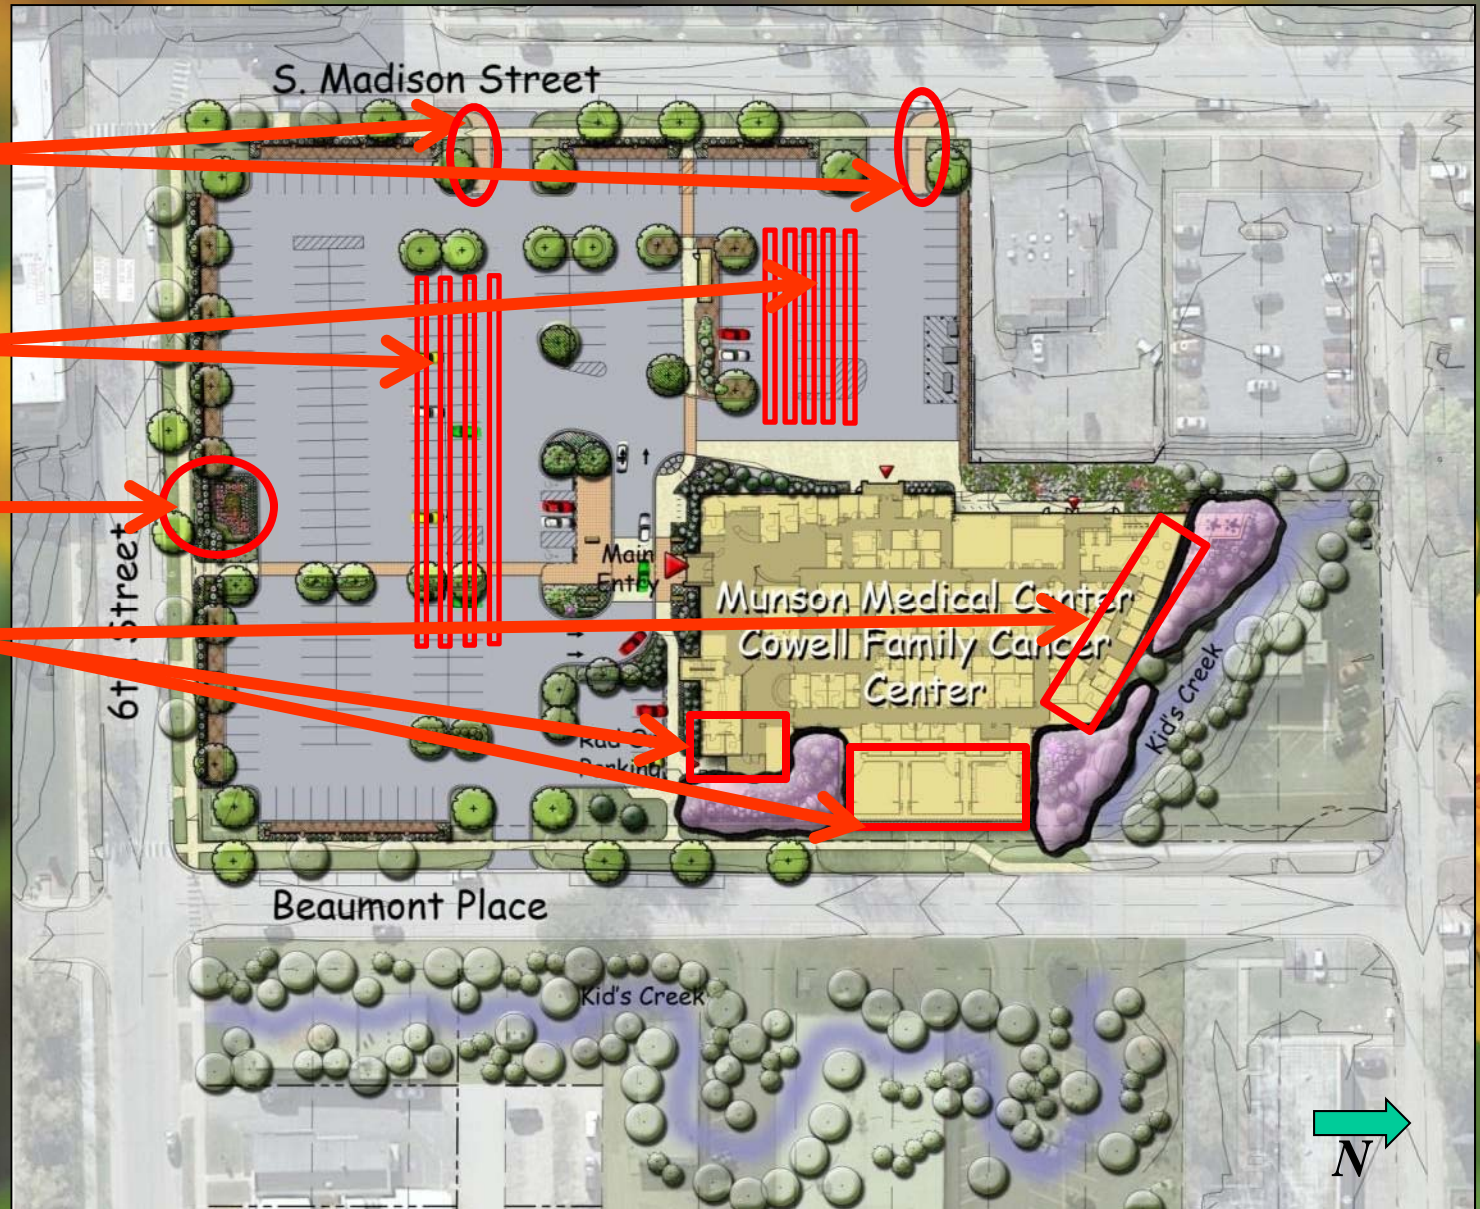 S. Madison Street
6th Street
Main
Entry
Munson Medical Center
Cowell Family Cancer
Center
Kid's Creek
Parking
Beaumont Place
Kid's Creek
N